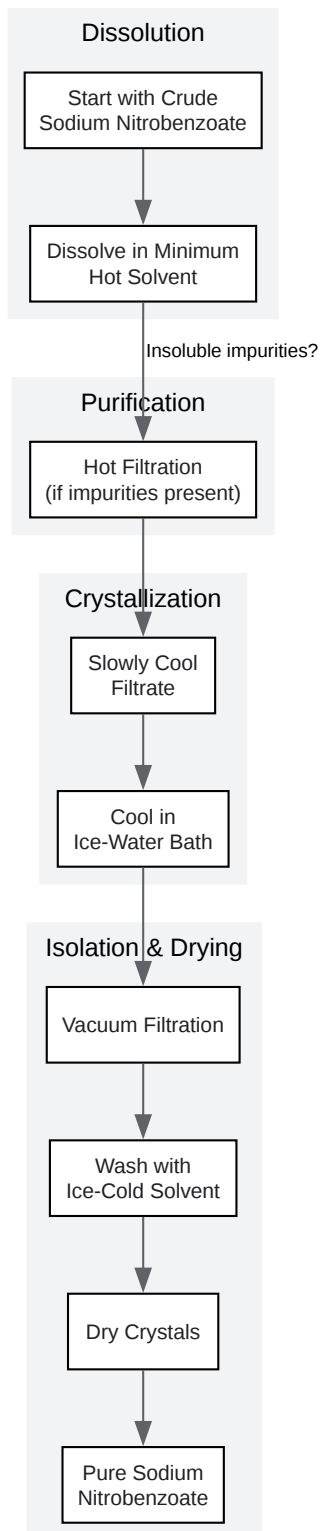 Dissolution
Start with Crude
Sodium Nitrobenzoate
Dissolve in Minimum
Hot Solvent
Insoluble impurities?
Purification
Hot Filtration
(if impurities present)
Crystallization
Slowly Cool
Filtrate
Cool in
Ice-Water Bath
Isolation & Drying
Vacuum Filtration
Wash with
Ice-Cold Solvent
Dry Crystals
Pure Sodium
Nitrobenzoate